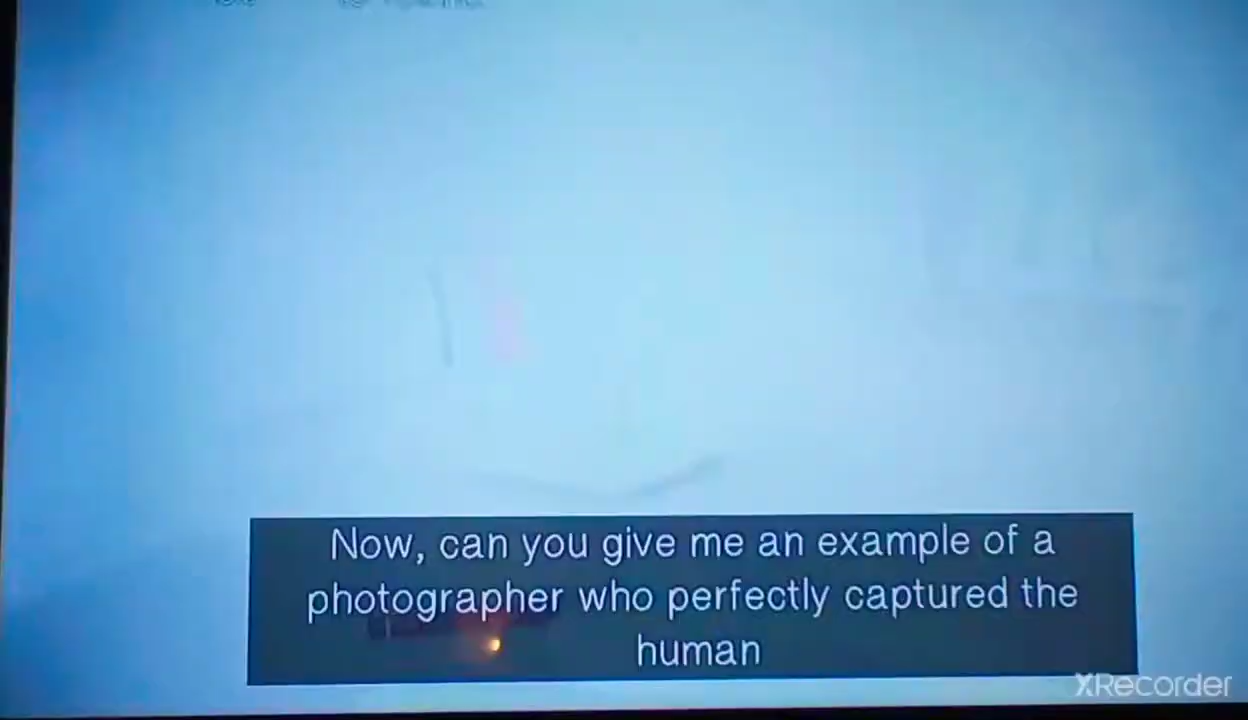 Now, can you give me an example of a
photographer who perfectly captured the
human
XRecorder